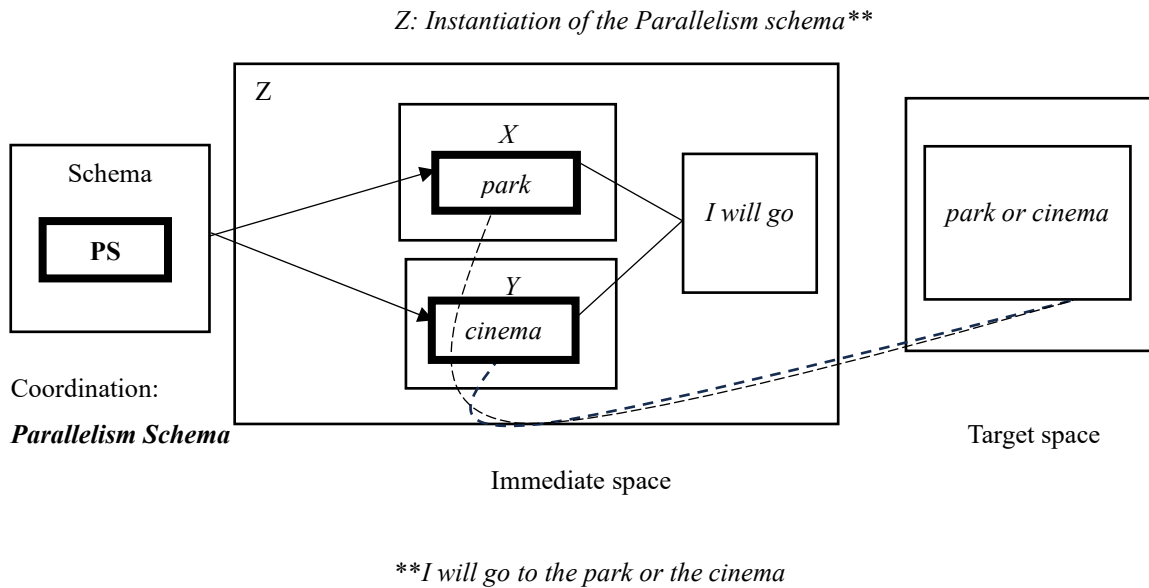 Z: Instantiation of the Parallelism schema**
Z
Schema
PS
X
park
Y
cinema
I will go
park or cinema
Coordination:
Parallelism Schema
Target space
Immediate space
**I will go to the park or the cinema